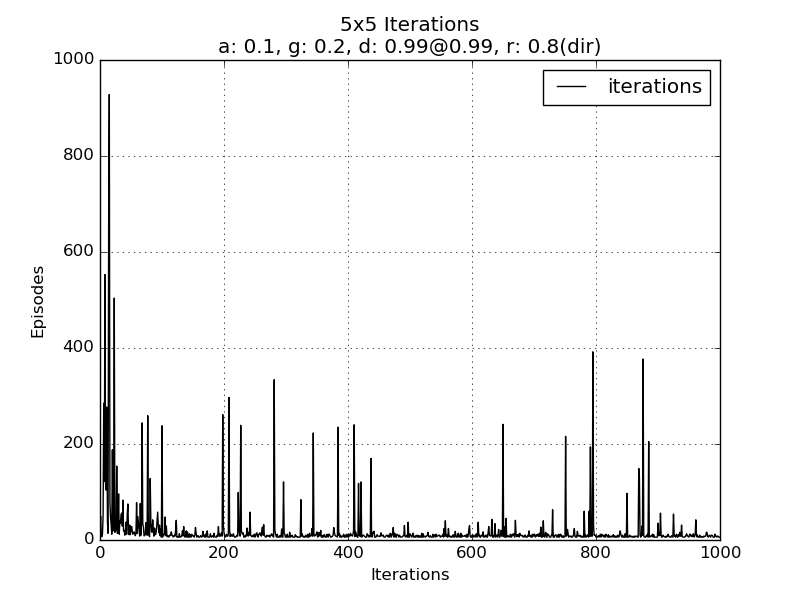 5x5 Iterations
a: 0.1, g: 0.2, d: 0.99@0.99, r: 0.8(dir)
iterations
1000
800
600
400
200
0
Episodes
0 200 400 600 800 1000
Iterations